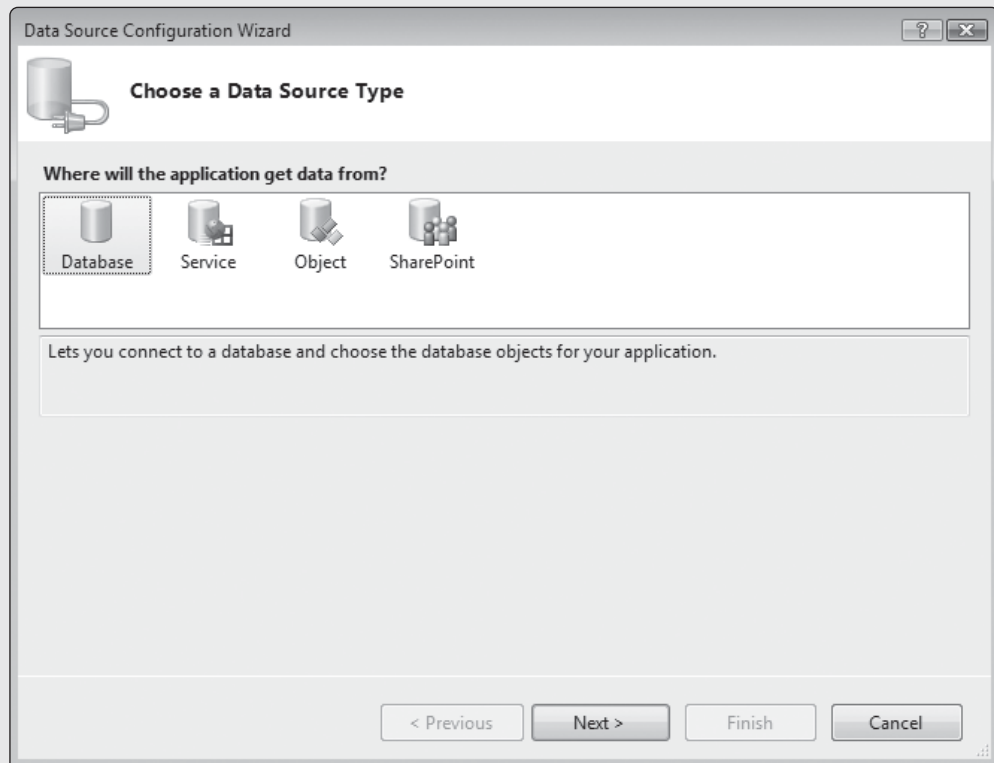 Data Source Configuration Wizard
Choose a Data Source Type
Where will the application get data from?
Database Service Object SharePoint
Lets you connect to a database and choose the database objects for your application.
< Previous Next > Finish Cancel